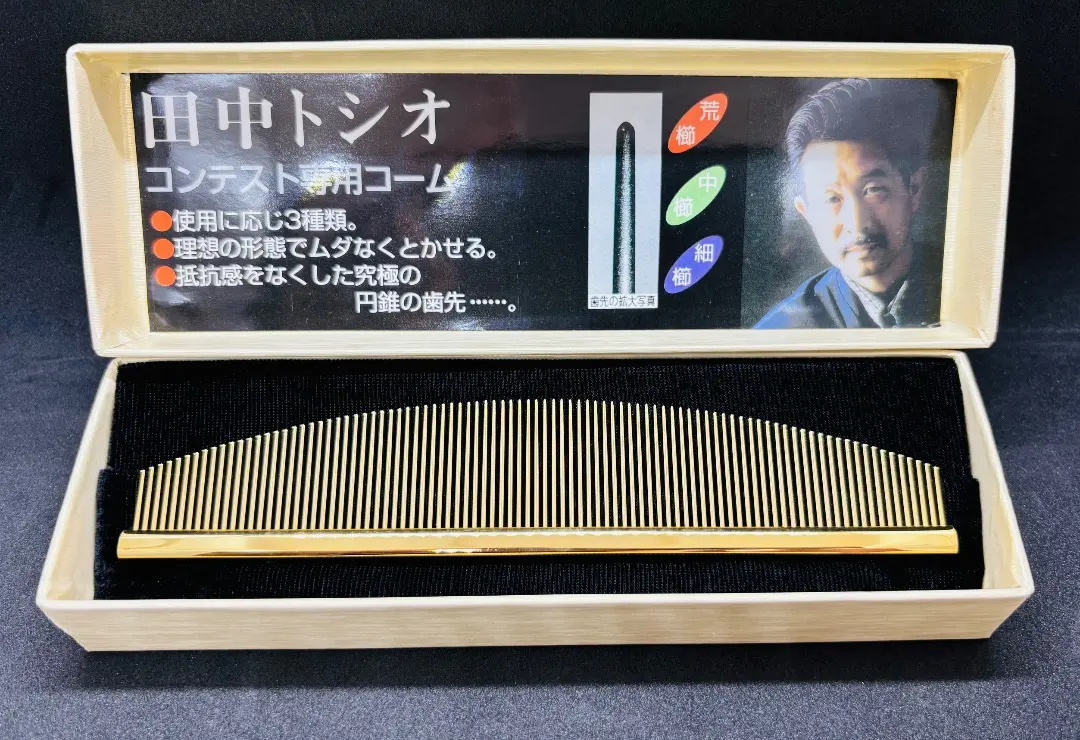 田中トシオ
コンテスト専用コーム
●使用に応じ3種類。
●理想の形態でムダなくとかせる。
●抵抗感をなくした究極の
円錐の歯先……。
歯先の拡大写真
荒櫛
中櫛
細櫛